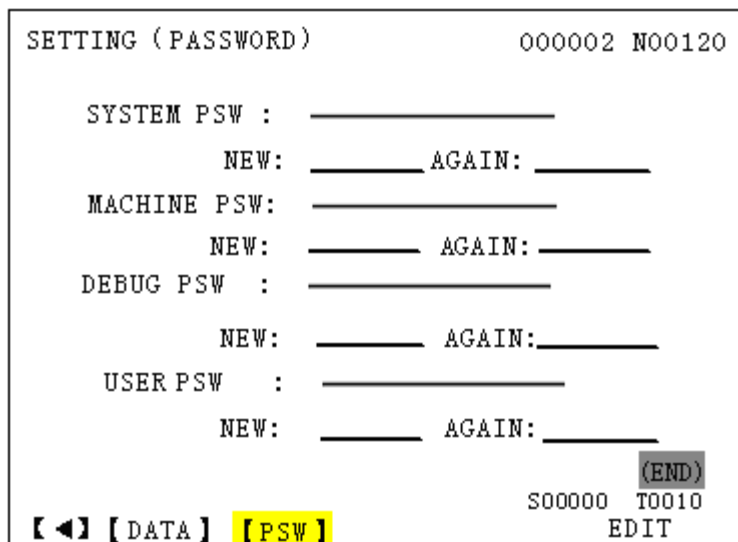 SETTING (PASSWORD) 000002 N00120
SYSTEM PSW :
NEW: AGAIN:
MACHINE PSW:
NEW: AGAIN:
DEBUG PSW :
NEW: AGAIN:
USER PSW :
NEW: AGAIN:
(END)
S00000 T0010
【◀】【DATA】【PSW】 EDIT